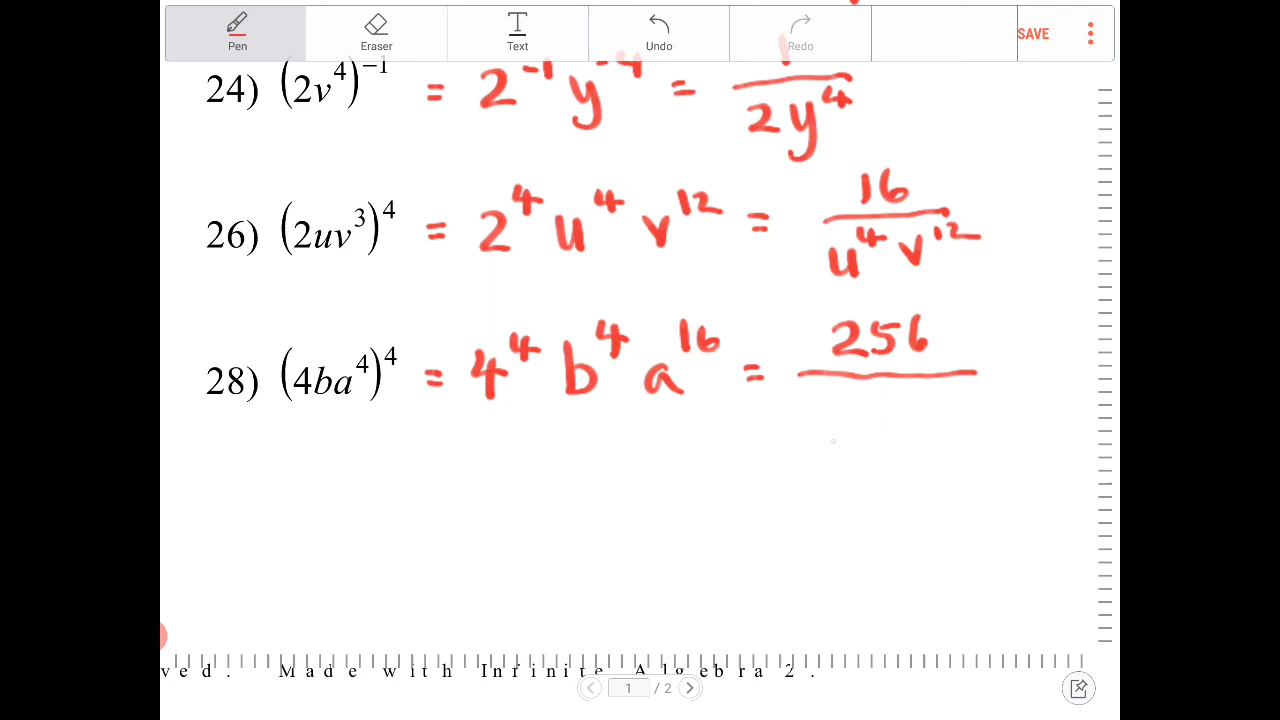 Pen Eraser Text Undo Redo SAVE
24) (2v⁴)⁻¹ = 2⁻¹ y⁻⁴ = 1/2y⁴
26) (2uv³)⁴ = 2⁴ u⁴ v¹² = 16/u⁴ v¹²
28) (4ba⁴)⁴ = 4⁴ b⁴ a¹⁶ = 256/
ved. Made with Infinite Algebra 2.
1 / 2